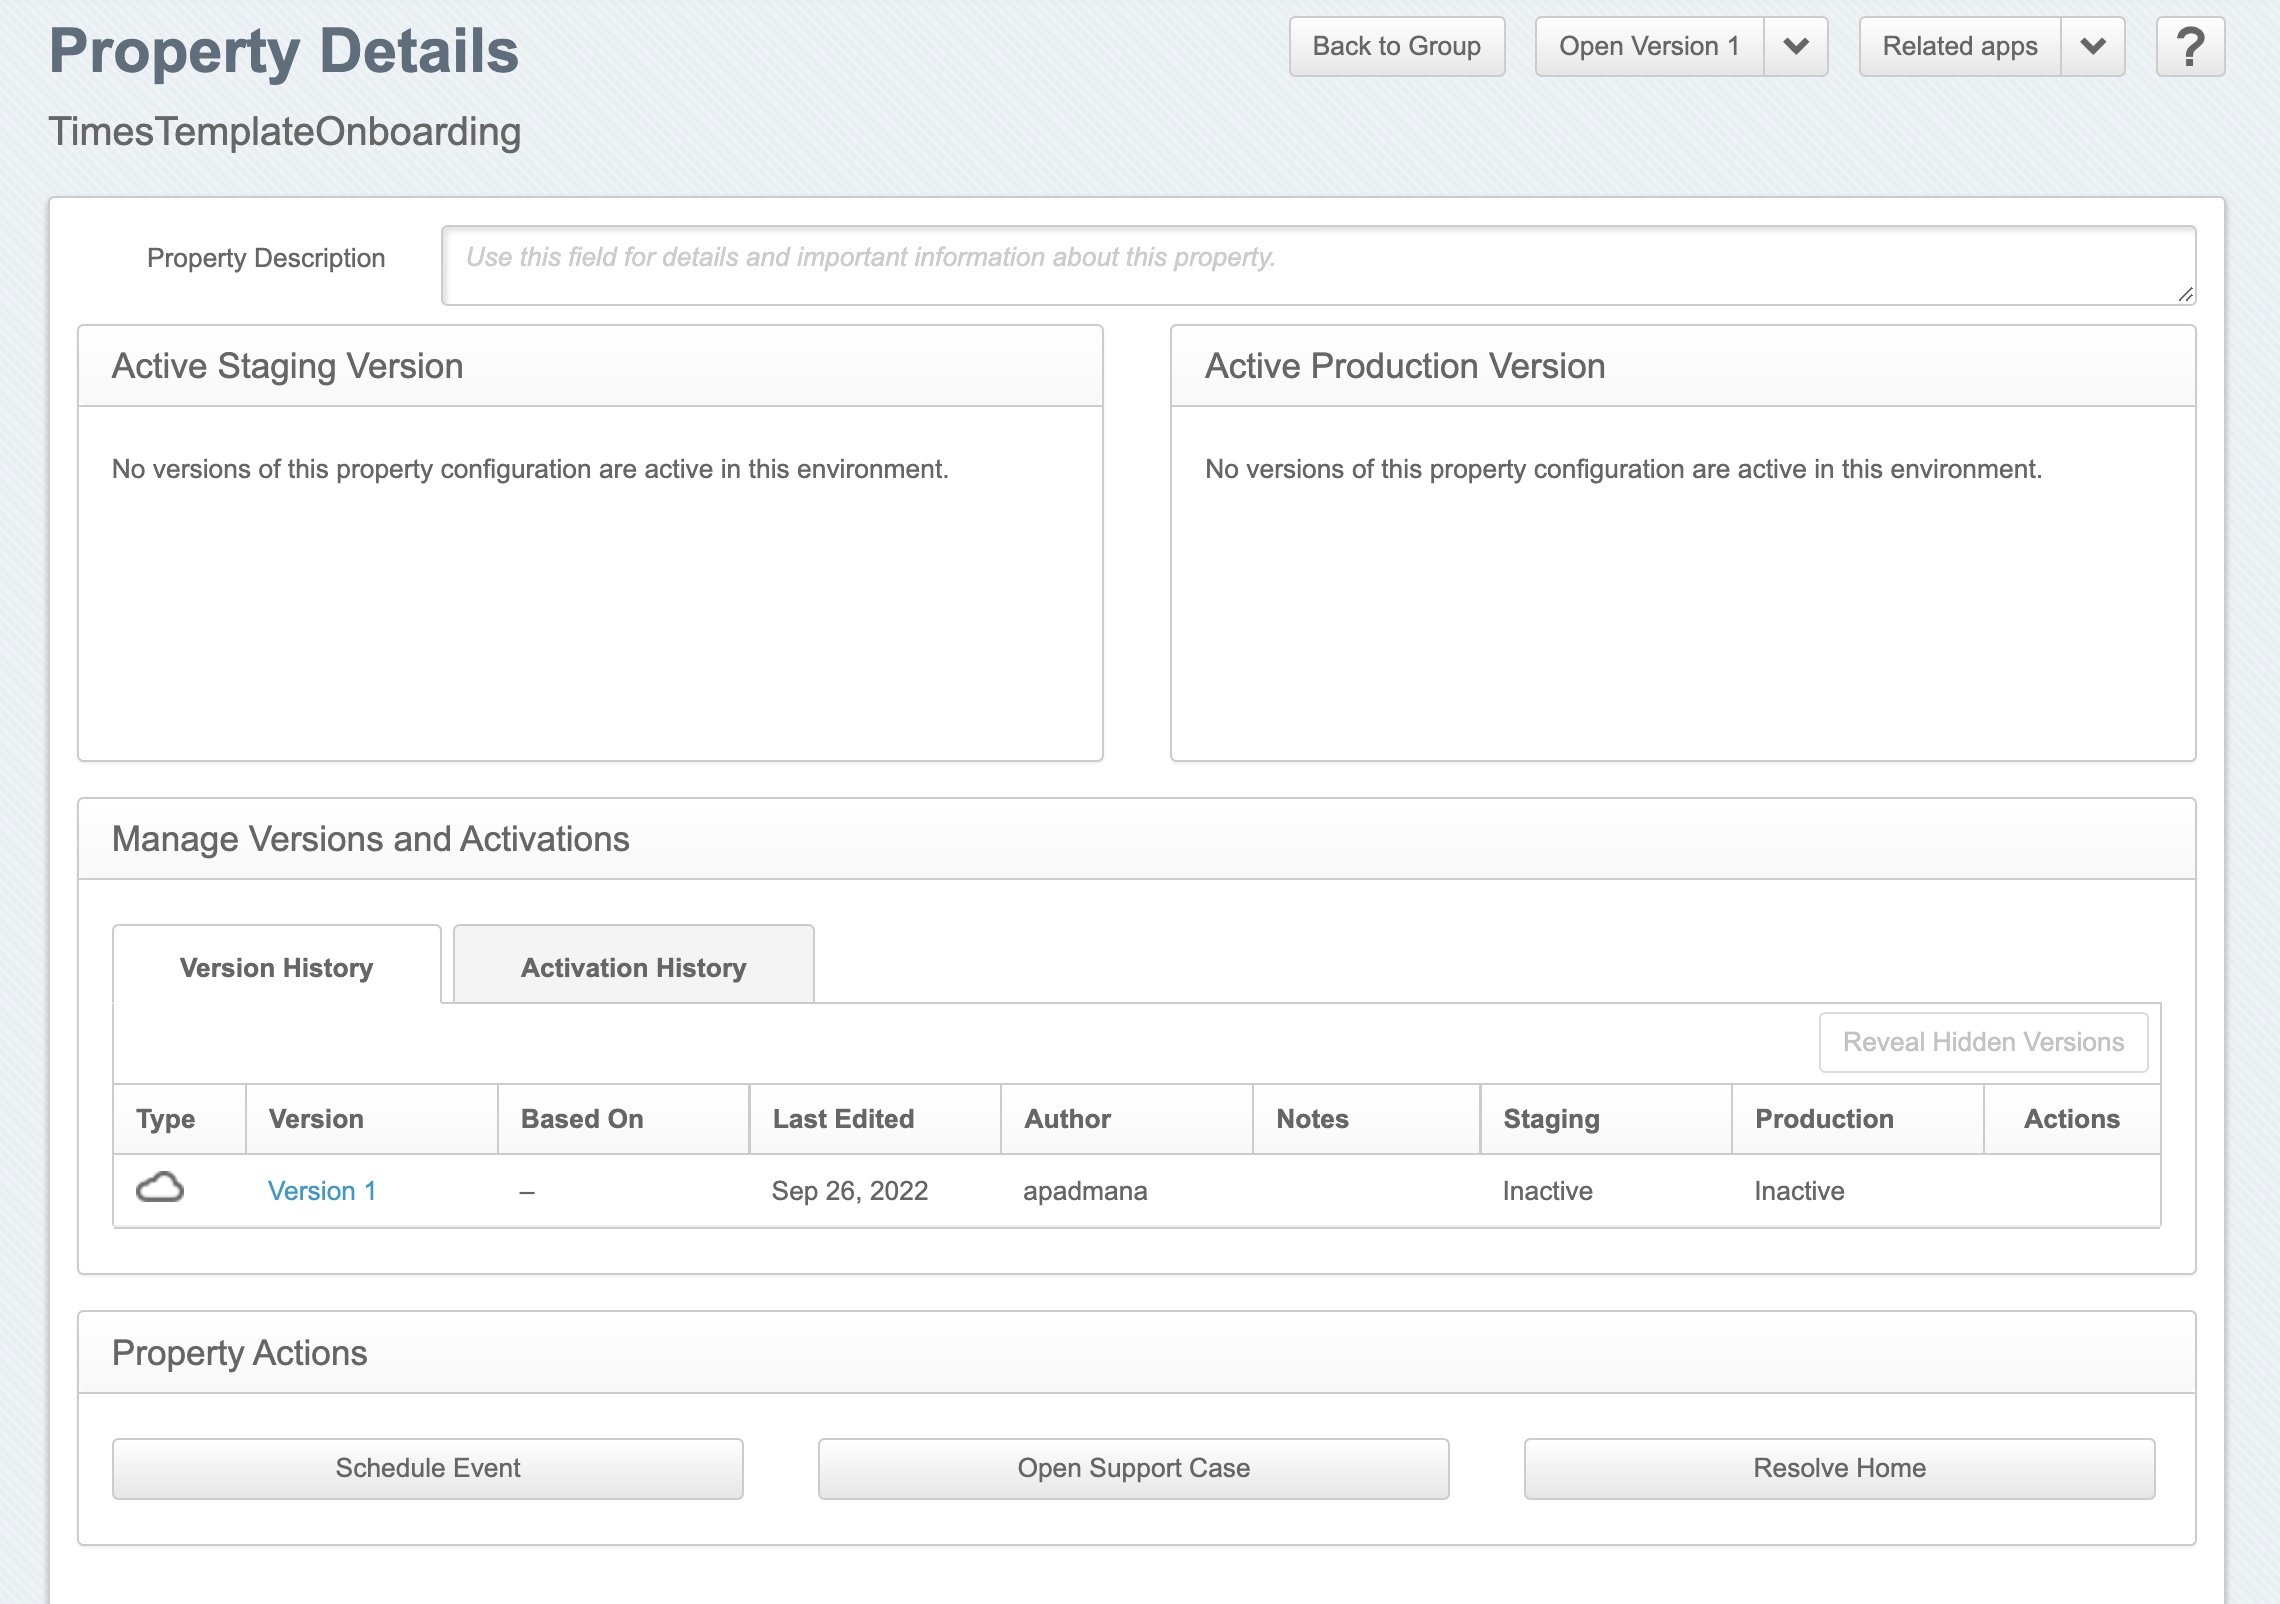 Property Details
Back to Group
Open Version 1
Related apps
?
TimesTemplateOnboarding
Property Description
Use this field for details and important information about this property.
Active Staging Version
Active Production Version
No versions of this property configuration are active in this environment.
No versions of this property configuration are active in this environment.
Manage Versions and Activations
Version History
Activation History
Reveal Hidden Versions
Type Version Based On Last Edited Author Notes Staging Production Actions
Version 1 – Sep 26, 2022 apadmana Inactive Inactive
Property Actions
Schedule Event
Open Support Case
Resolve Home